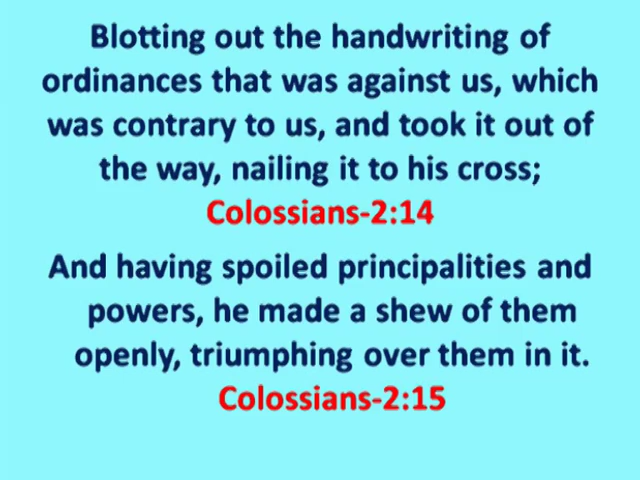 Blotting out the handwriting of
ordinances that was against us, which
was contrary to us, and took it out of
the way, nailing it to his cross;
Colossians-2:14
And having spoiled principalities and
powers, he made a shew of them
openly, triumphing over them in it.
Colossians-2:15